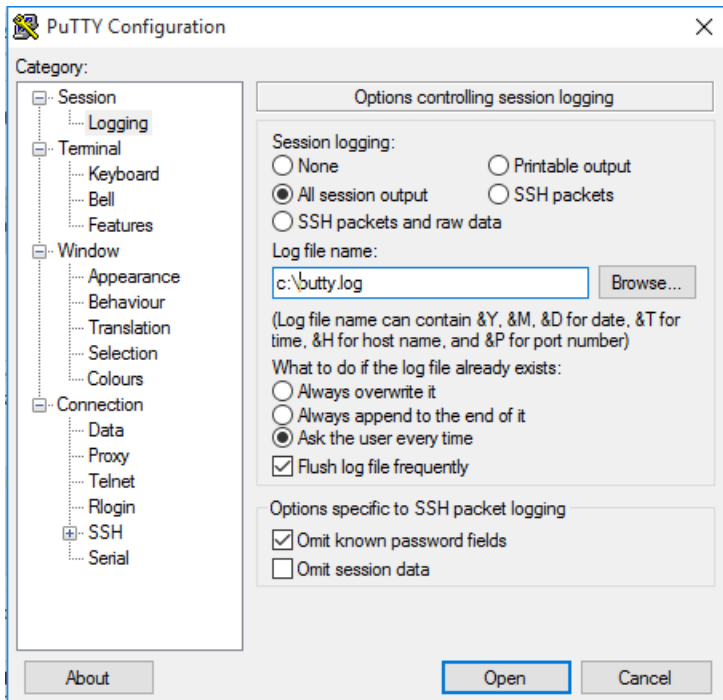 PuTTY Configuration
Category:
Session
Logging
Terminal
Keyboard
Bell
Features
Window
Appearance
Behaviour
Translation
Selection
Colours
Connection
Data
Proxy
Telnet
Rlogin
SSH
Serial
Options controlling session logging
Session logging:
None
Printable output
All session output
SSH packets
SSH packets and raw data
Log file name:
c:\putty.log
Browse...
(Log file name can contain &Y, &M, &D for date, &T for
time, &H for host name, and &P for port number)
What to do if the log file already exists:
Always overwrite it
Always append to the end of it
Ask the user every time
Flush log file frequently
Options specific to SSH packet logging
Omit known password fields
Omit session data
About
Open
Cancel